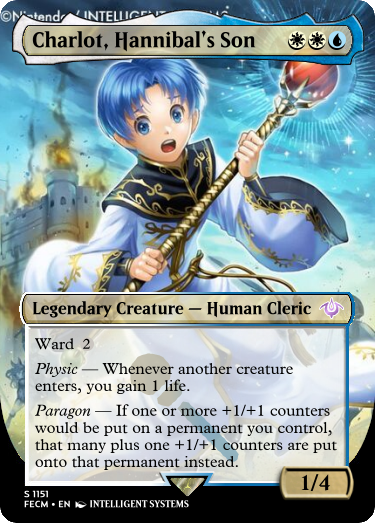 ©Nintendo / INTELLIGENT
Charlot, Hannibal's Son
Legendary Creature — Human Cleric
Ward 2
Physic — Whenever another creature
enters, you gain 1 life.
Paragon — If one or more +1/+1 counters
would be put on a permanent you control,
that many plus one +1/+1 counters are put
onto that permanent instead.
1/4
S 1151
FECM • EN INTELLIGENT SYSTEMS